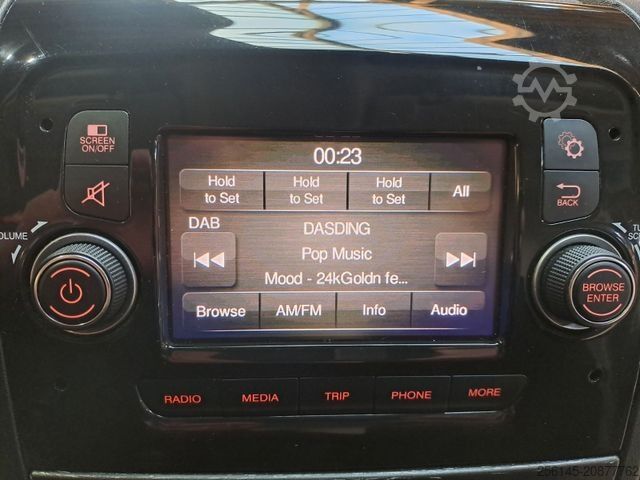 SCREEN
ON/OFF
00:23
Hold
to Set
Hold
to Set
Hold
to Set
All
BACK
VOLUME
DAB
DASDING
Pop Music
Mood - 24kGoldn fe...
BROWSE
ENTER
Browse
AM/FM
Info
Audio
RADIO
MEDIA
TRIP
PHONE
MORE
256145-20877762